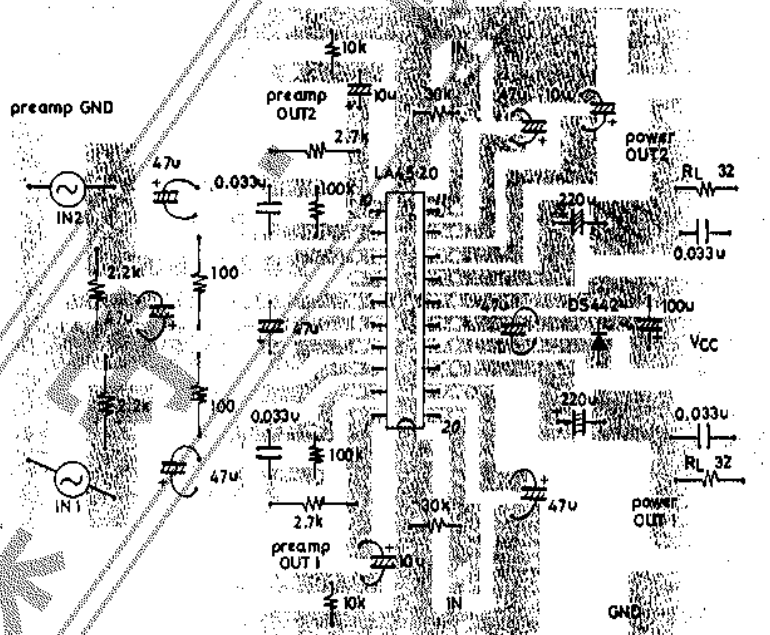 10k
IN
preamp GND
preamp
OUT2
10u
30k
47u
10u
2.7k
power
OUT2
47u
LA4520
RL 32
0.033u
100k
220u
IN2
11
0.033u
2.2k
100
47u
47u
47u
DS442
100u
VCC
2.2k
100
220u
0.033u
0.033u
20
100k
RL 32
47u
IN1
30k
47u
2.7k
power
OUT1
preamp
OUT1
10u
10k
IN
GND